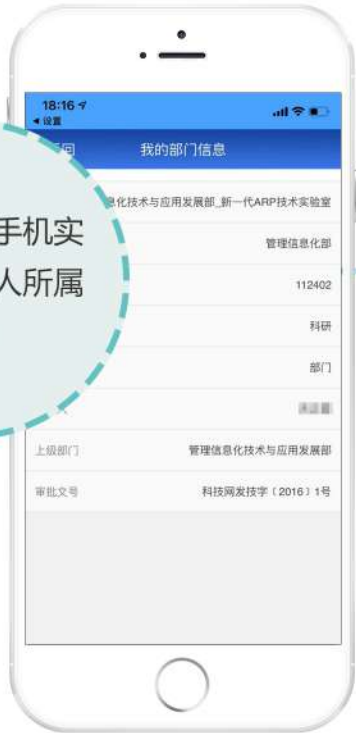 18:16
◀ 设置
回
我的部门信息
息化技术与应用发展部_新一代ARP技术实验室
手机实
管理信息化部
人所属
112402
科研
部门
上级部门 管理信息化技术与应用发展部
审批文号 科技网发技字〔2016〕1号